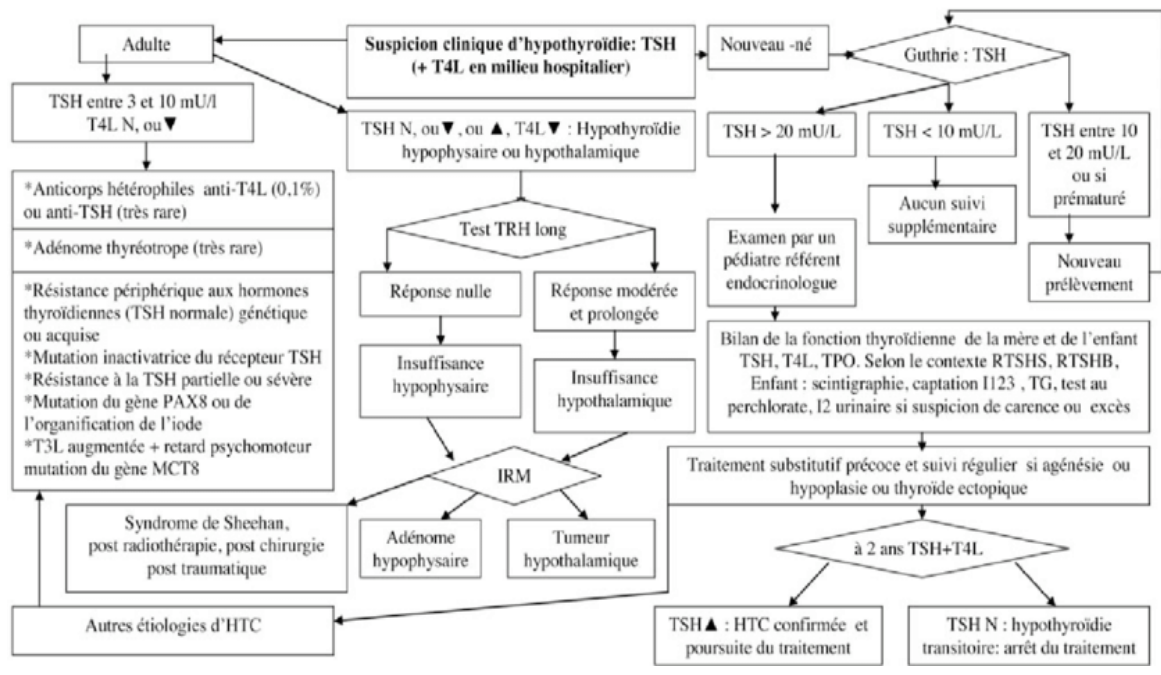 Adulte
Suspicion clinique d'hypothyroïdie: TSH
(+ T4L en milieu hospitalier)
Nouveau -né
Guthrie : TSH
TSH entre 3 et 10 mU/l
T4L N, ou▼
TSH N, ou▼, ou ▲, T4L▼ : Hypothyroïdie
hypophysaire ou hypothalamique
TSH > 20 mU/L
TSH < 10 mU/L
TSH entre 10
et 20 mU/L
ou si
prématuré
*Anticorps hétérophiles anti-T4L (0,1%)
ou anti-TSH (très rare)
*Adénome thyréotrope (très rare)
*Résistance périphérique aux hormones
thyroïdiennes (TSH normale) génétique
ou acquise
*Mutation inactivatrice du récepteur TSH
*Résistance à la TSH partielle ou sévère
*Mutation du gène PAX8 ou de
l'organification de l'iode
*T3L augmentée + retard psychomoteur
mutation du gène MCT8
Test TRH long
Aucun suivi
supplémentaire
Examen par un
pédiatre référent
endocrinologue
Nouveau
prélèvement
Réponse nulle
Réponse modérée
et prolongée
Insuffisance
hypophysaire
Insuffisance
hypothalamique
Bilan de la fonction thyroïdienne de la mère et de l'enfant
TSH, T4L, TPO. Selon le contexte RTSHS, RTSHB,
Enfant : scintigraphie, captation I123 , TG, test au
perchlorate, I2 urinaire si suspicion de carence ou excès
IRM
Traitement substitutif précoce et suivi régulier si agénésie ou
hypoplasie ou thyroïde ectopique
Syndrome de Sheehan,
post radiothérapie, post chirurgie
post traumatique
Adénome
hypophysaire
Tumeur
hypothalamique
à 2 ans TSH+T4L
Autres étiologies d'HTC
TSH▲ : HTC confirmée et
poursuite du traitement
TSH N : hypothyroïdie
transitoire: arrêt du traitement